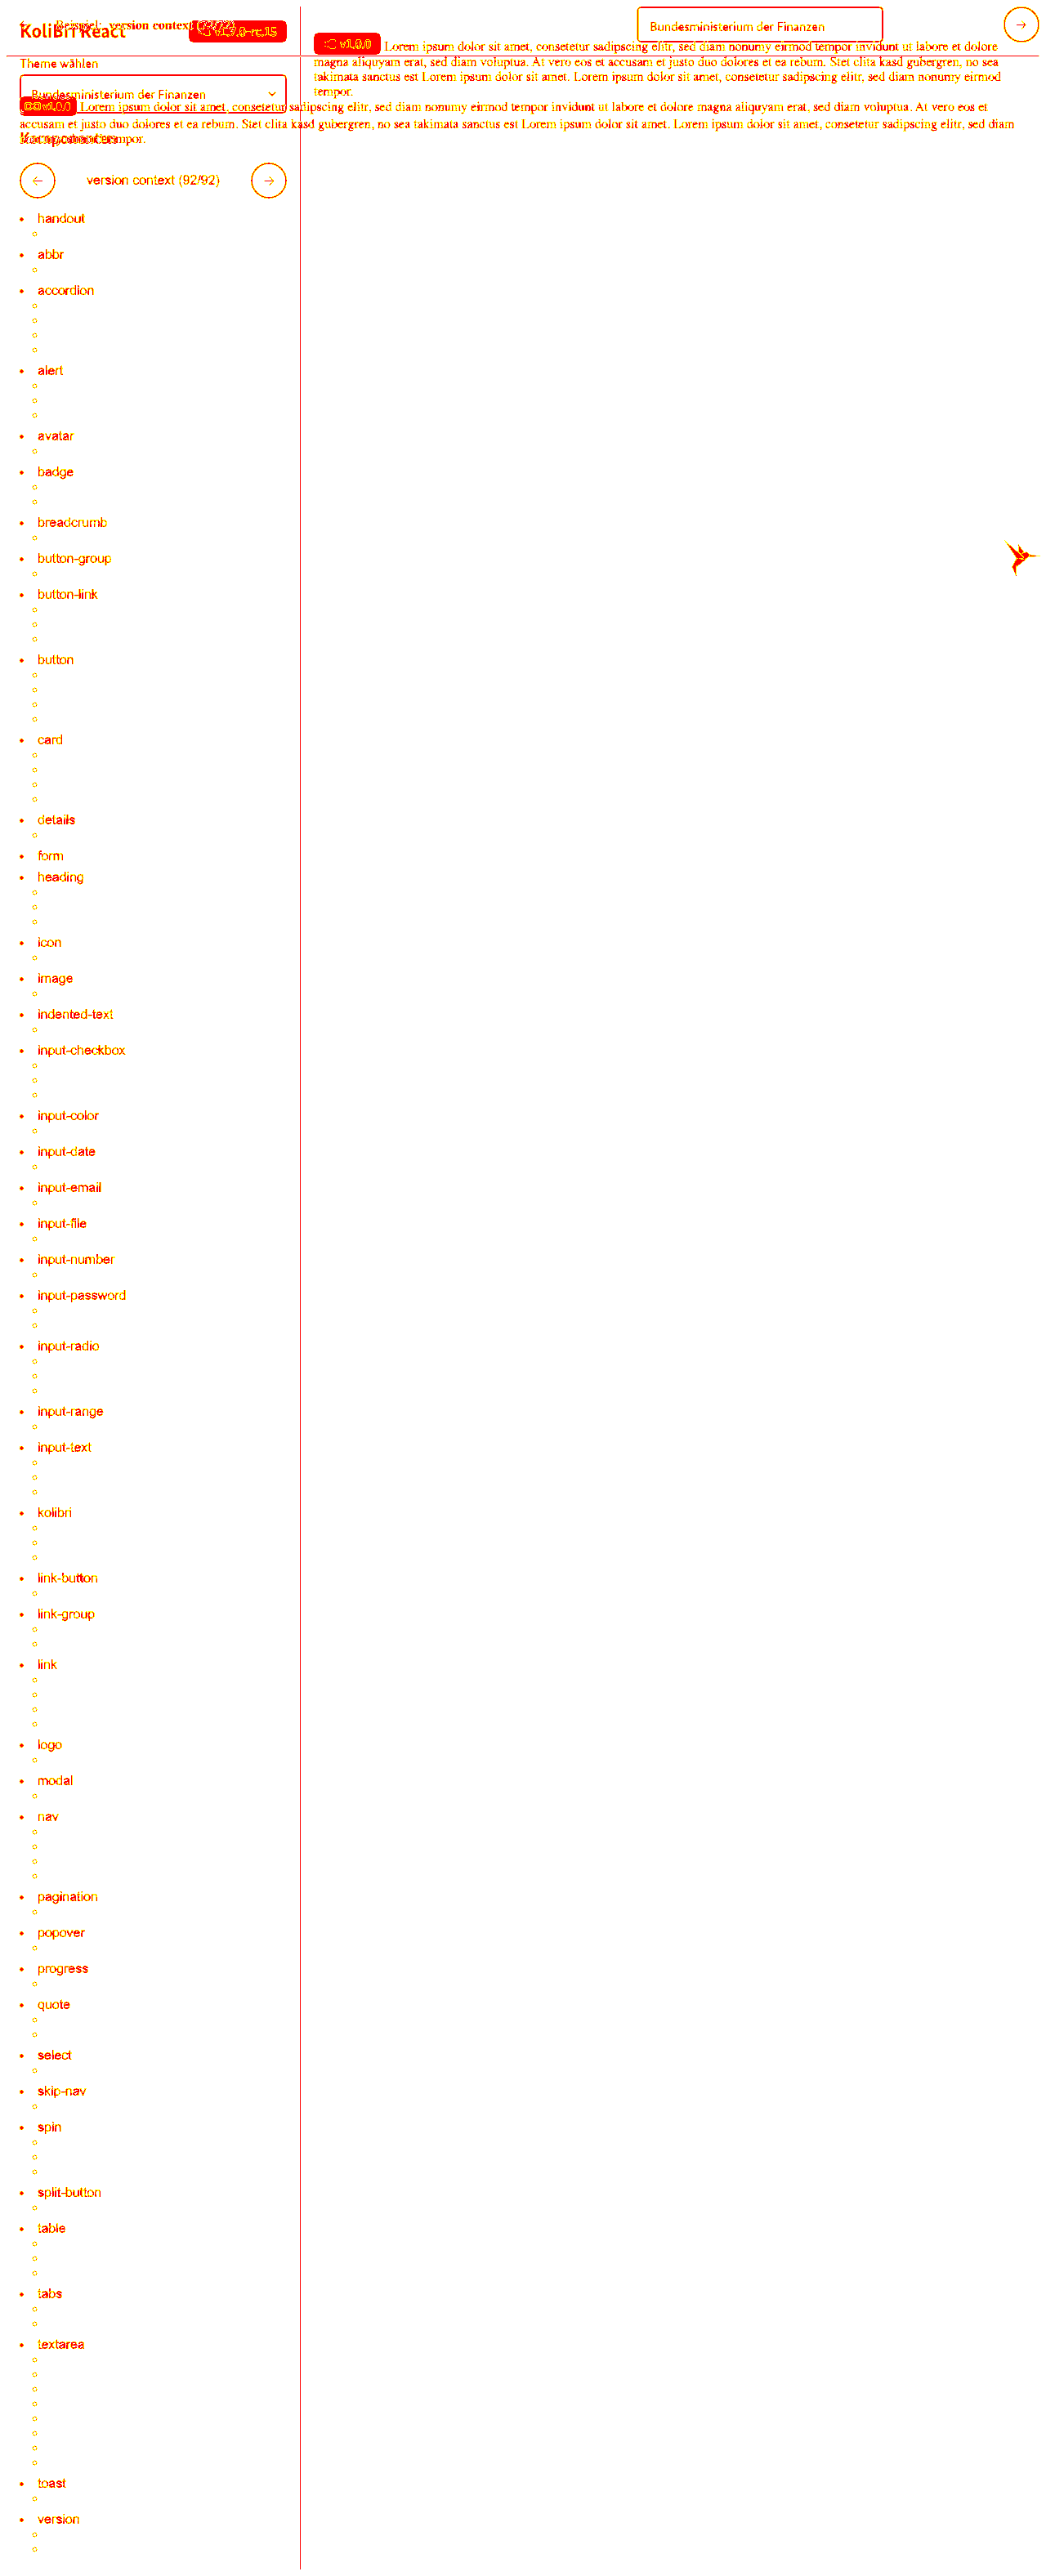 KoliBri React
Beispiel: version context
v1.7.0-rc.15
Bundesministerium der Finanzen
v1.0.0 Lorem ipsum dolor sit amet, consetetur sadipscing elitr, sed diam nonumy eirmod tempor invidunt ut labore et dolore
magna aliquyam erat, sed diam voluptua. At vero eos et accusam et justo duo dolores et ea rebum. Stet clita kasd gubergren, no sea
takimata sanctus est Lorem ipsum dolor sit amet. Lorem ipsum dolor sit amet, consetetur sadipscing elitr, sed diam nonumy eirmod
tempor.
Theme wählen
Bundesministerium der Finanzen
v1.0.0 Lorem ipsum dolor sit amet, consetetur sadipscing elitr, sed diam nonumy eirmod tempor invidunt ut labore et dolore magna aliquyam erat, sed diam voluptua. At vero eos et
accusam et justo duo dolores et ea rebum. Stet clita kasd gubergren, no sea takimata sanctus est Lorem ipsum dolor sit amet. Lorem ipsum dolor sit amet, consetetur sadipscing elitr, sed diam
tempor.
version context (92/92)
handout
abbr
accordion
alert
avatar
badge
breadcrumb
button-group
button-link
button
card
details
form
heading
icon
image
indented-text
input-checkbox
input-color
input-date
input-email
input-file
input-number
input-password
input-radio
input-range
input-text
kolibri
link-button
link-group
link
logo
modal
nav
pagination
popover
progress
quote
select
skip-nav
spin
split-button
table
tabs
textarea
toast
version